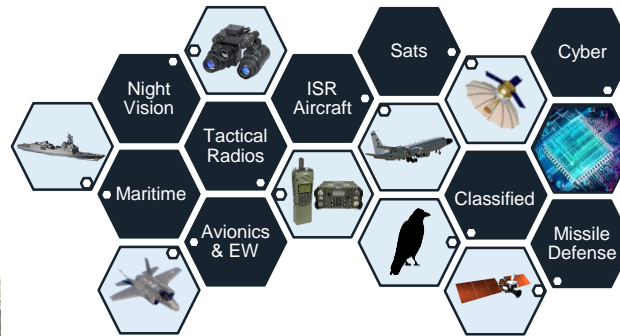 Sats
Cyber
Night
Vision
ISR
Aircraft
Tactical
Radios
Maritime
Classified
Avionics
& EW
Missile
Defense